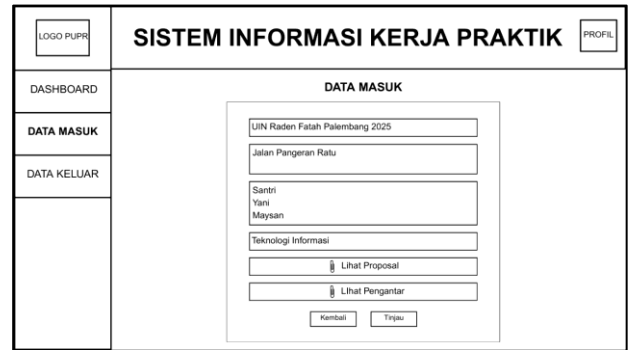 LOGO PUPR
SISTEM INFORMASI KERJA PRAKTIK
PROFIL
DASHBOARD
DATA MASUK
DATA KELUAR
DATA MASUK
UIN Raden Fatah Palembang 2025
Jalan Pangeran Ratu
Santri
Yani
Maysan
Teknologi Informasi
Lihat Proposal
LIhat Pengantar
Kembali
Tinjau